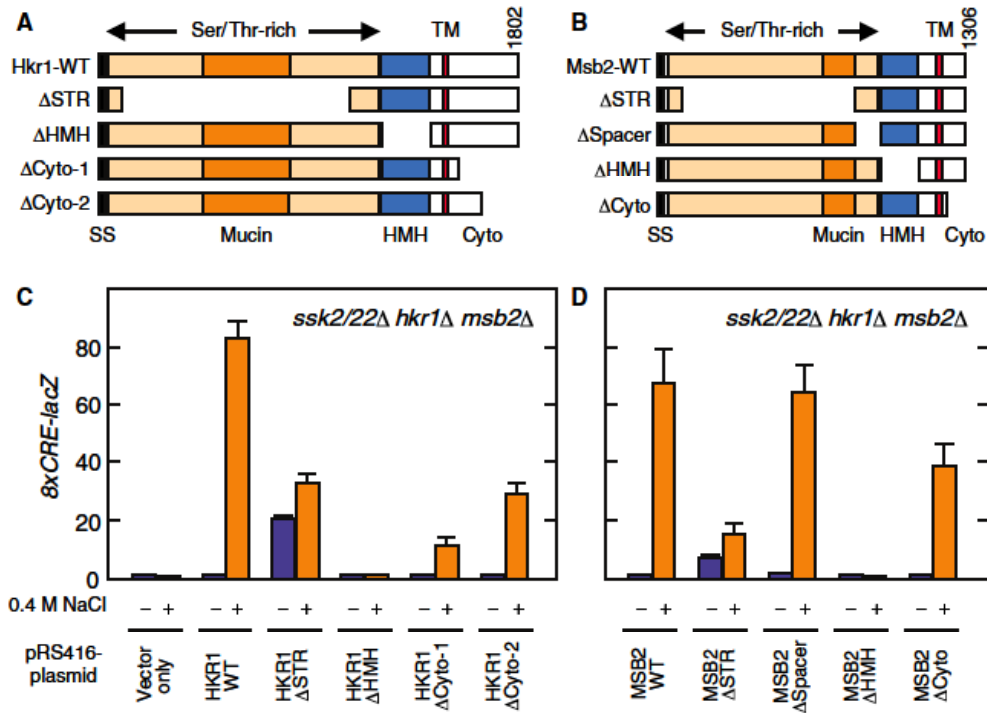 A
Ser/Thr-rich
TM
1802
Hkr1-WT
ΔSTR
ΔHMH
ΔCyto-1
ΔCyto-2
SS
Mucin
HMH
Cyto
B
Ser/Thr-rich
TM
1306
Msb2-WT
ΔSTR
ΔSpacer
ΔHMH
ΔCyto
SS
Mucin
HMH
Cyto
C
ssk2/22Δ hkr1Δ msb2Δ
8xCRE-lacZ
80
60
40
20
0
0.4 M NaCl
− + − + − + − + − + − +
pRS416-
plasmid
Vector
only
HKR1
WT
HKR1
ΔSTR
HKR1
ΔHMH
HKR1
ΔCyto-1
HKR1
ΔCyto-2
D
ssk2/22Δ hkr1Δ msb2Δ
− + − + − + − + − +
MSB2
WT
MSB2
ΔSTR
MSB2
ΔSpacer
MSB2
ΔHMH
MSB2
ΔCyto